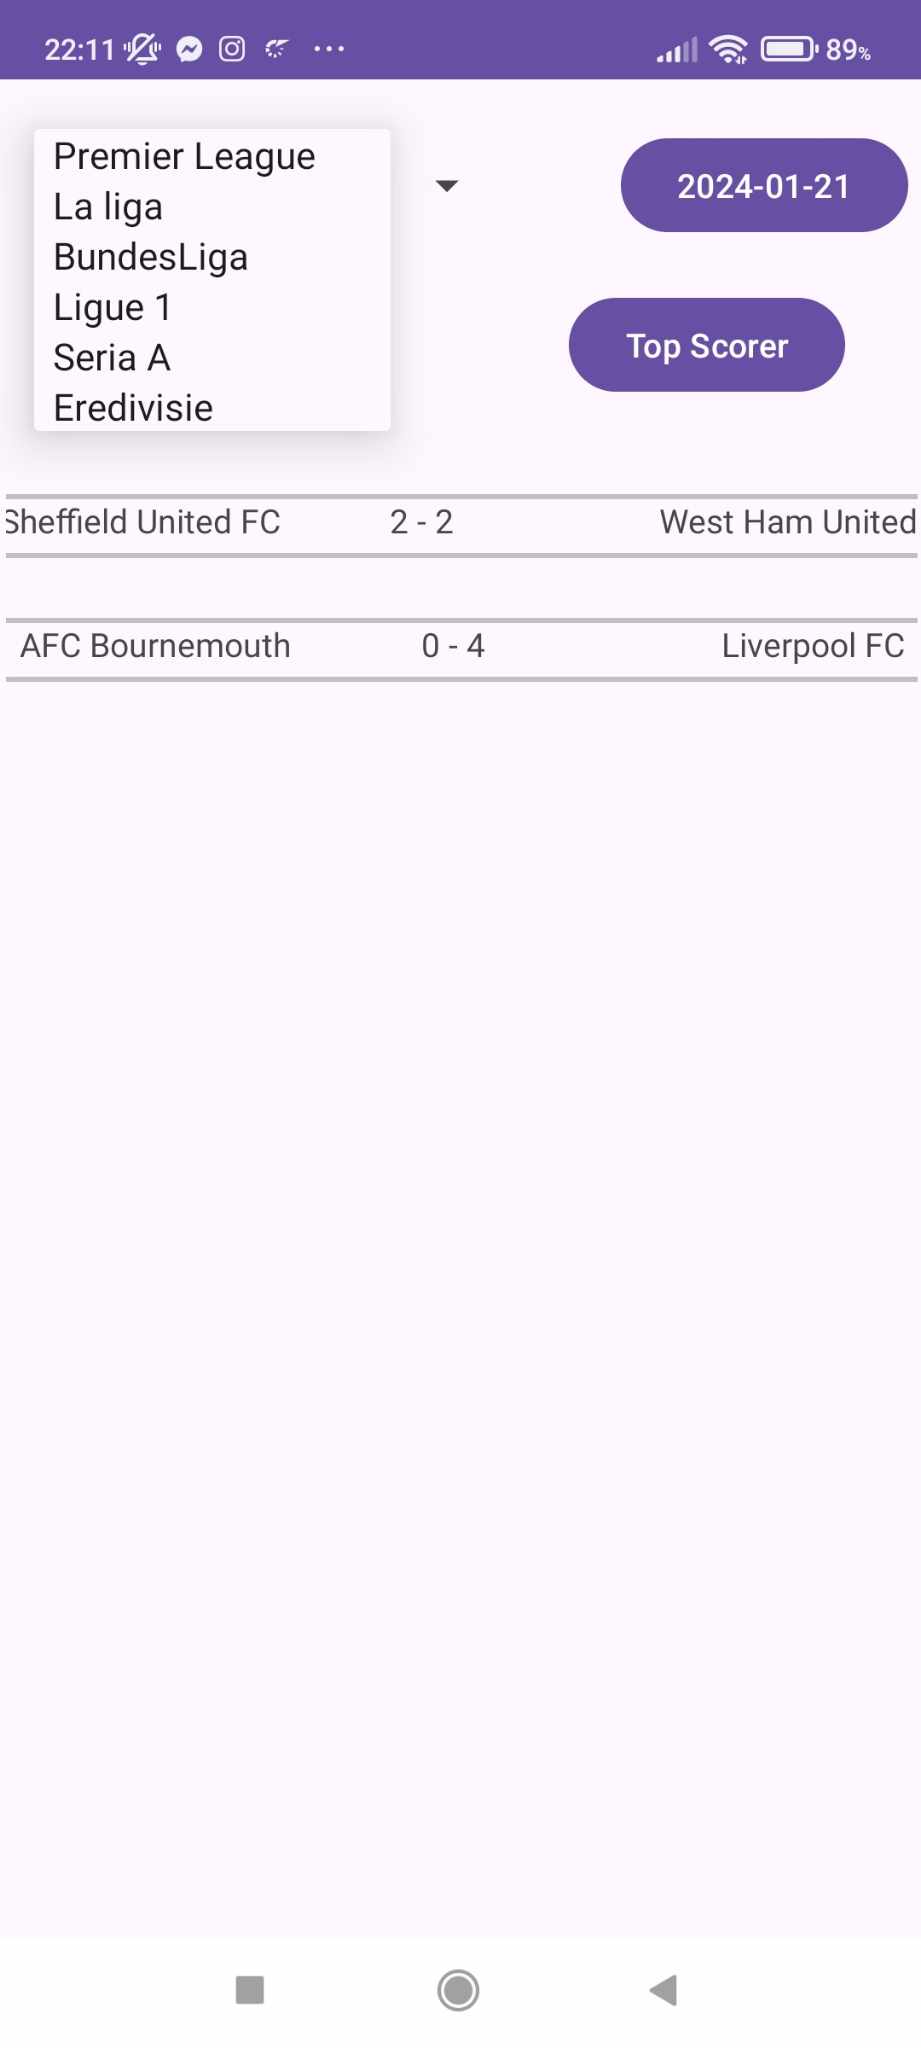 22:11 89%
Premier League
La liga
BundesLiga
Ligue 1
Seria A
Eredivisie
2024-01-21
Top Scorer
Sheffield United FC 2 - 2 West Ham United
AFC Bournemouth 0 - 4 Liverpool FC